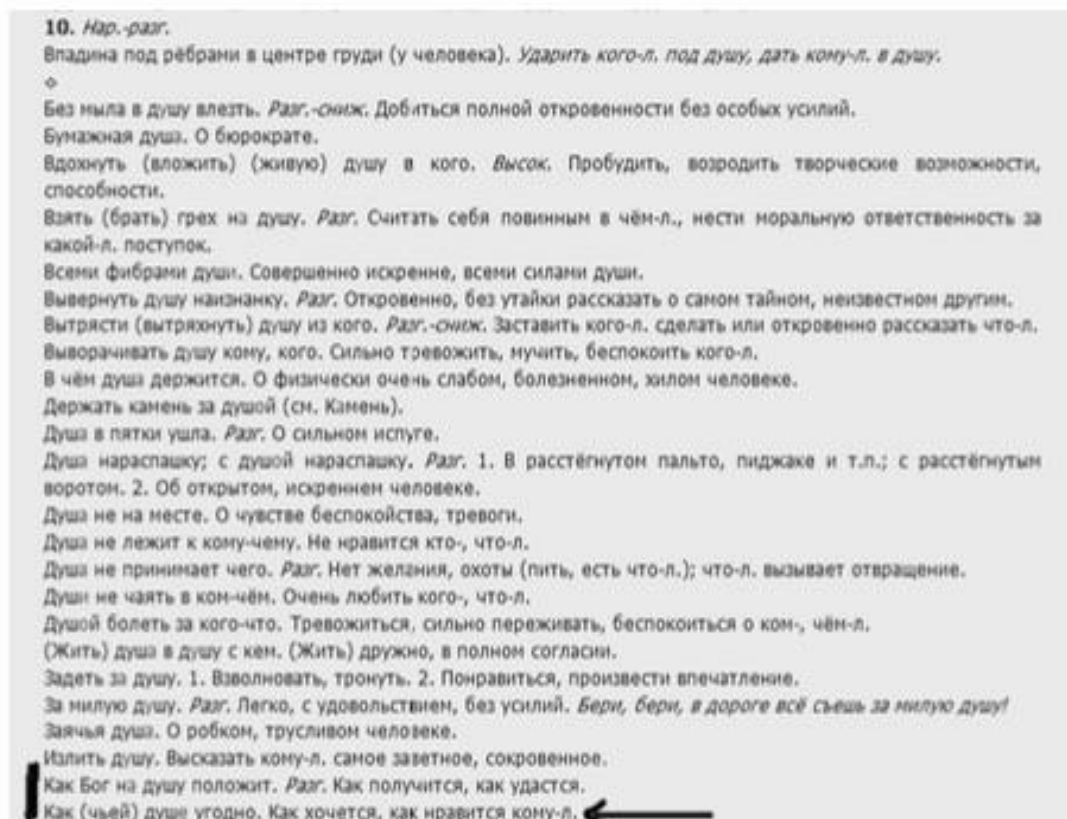 10. Нар.-разг.
Впадина под рёбрами в центре груди (у человека). Ударить кого-л. под душу, дать кому-л. в душу.
◇
Без мыла в душу влезть. Разг.-сниж. Добиться полной откровенности без особых усилий.
Бумажная душа. О бюрократе.
Вдохнуть (вложить) (живую) душу в кого. Высок. Пробудить, возродить творческие возможности,
способности.
Взять (брать) грех на душу. Разг. Считать себя повинным в чём-л., нести моральную ответственность за
какой-л. поступок.
Всеми фибрами души. Совершенно искренне, всеми силами души.
Вывернуть душу наизнанку. Разг. Откровенно, без утайки рассказать о самом тайном, неизвестном другим.
Вытрясти (вытряхнуть) душу из кого. Разг.-сниж. Заставить кого-л. сделать или откровенно рассказать что-л.
Выворачивать душу кому, кого. Сильно тревожить, мучить, беспокоить кого-л.
В чём душа держится. О физически очень слабом, болезненном, хилом человеке.
Держать камень за душой (см. Камень).
Душа в пятки ушла. Разг. О сильном испуге.
Душа нараспашку; с душой нараспашку. Разг. 1. В расстёгнутом пальто, пиджаке и т.п.; с расстёгнутым
воротом. 2. Об открытом, искреннем человеке.
Душа не на месте. О чувстве беспокойства, тревоги.
Душа не лежит к кому-чему. Не нравится кто-, что-л.
Душа не принимает чего. Разг. Нет желания, охоты (пить, есть что-л.); что-л. вызывает отвращение.
Души не чаять в ком-чём. Очень любить кого-, что-л.
Душой болеть за кого-что. Тревожиться, сильно переживать, беспокоиться о ком-, чём-л.
(Жить) душа в душу с кем. (Жить) дружно, в полном согласии.
Задеть за душу. 1. Взволновать, тронуть. 2. Понравиться, произвести впечатление.
За милую душу. Разг. Легко, с удовольствием, без усилий. Бери, бери, в дороге всё съешь за милую душу!
Заячья душа. О робком, трусливом человеке.
Излить душу. Высказать кому-л. самое заветное, сокровенное.
Как Бог на душу положит. Разг. Как получится, как удастся.
Как (чьей) душе угодно. Как хочется, как нравится кому-л.